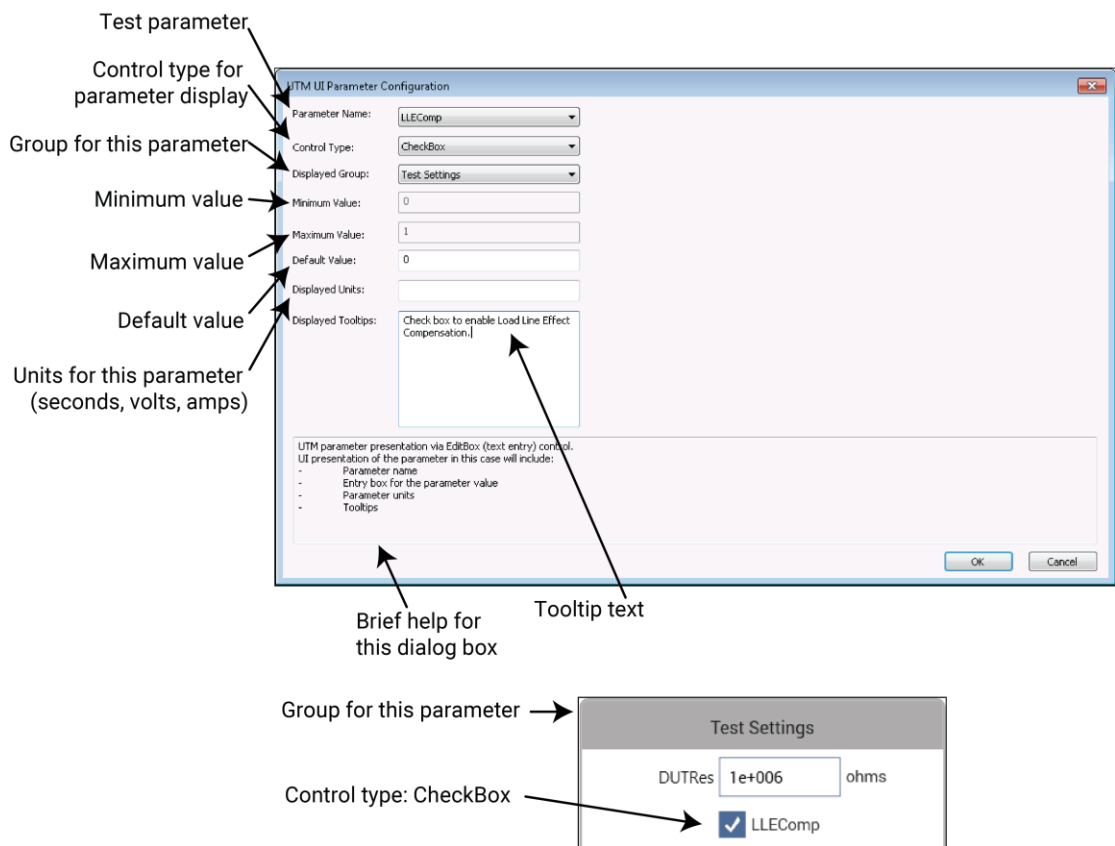 Test parameter
Control type for
parameter display
Group for this parameter
Minimum value
Maximum value
Default value
Units for this parameter
(seconds, volts, amps)
UTM UI Parameter Configuration
Parameter Name: LLEComp
Control Type: CheckBox
Displayed Group: Test Settings
Minimum Value: 0
Maximum Value: 1
Default Value: 0
Displayed Units:
Displayed Tooltips: Check box to enable Load Line Effect
Compensation.
UTM parameter presentation via EditBox (text entry) control.
UI presentation of the parameter in this case will include:
- Parameter name
- Entry box for the parameter value
- Parameter units
- Tooltips
OK Cancel
Tooltip text
Brief help for
this dialog box
Group for this parameter
Test Settings
DUTRes 1e+006 ohms
Control type: CheckBox
LLEComp